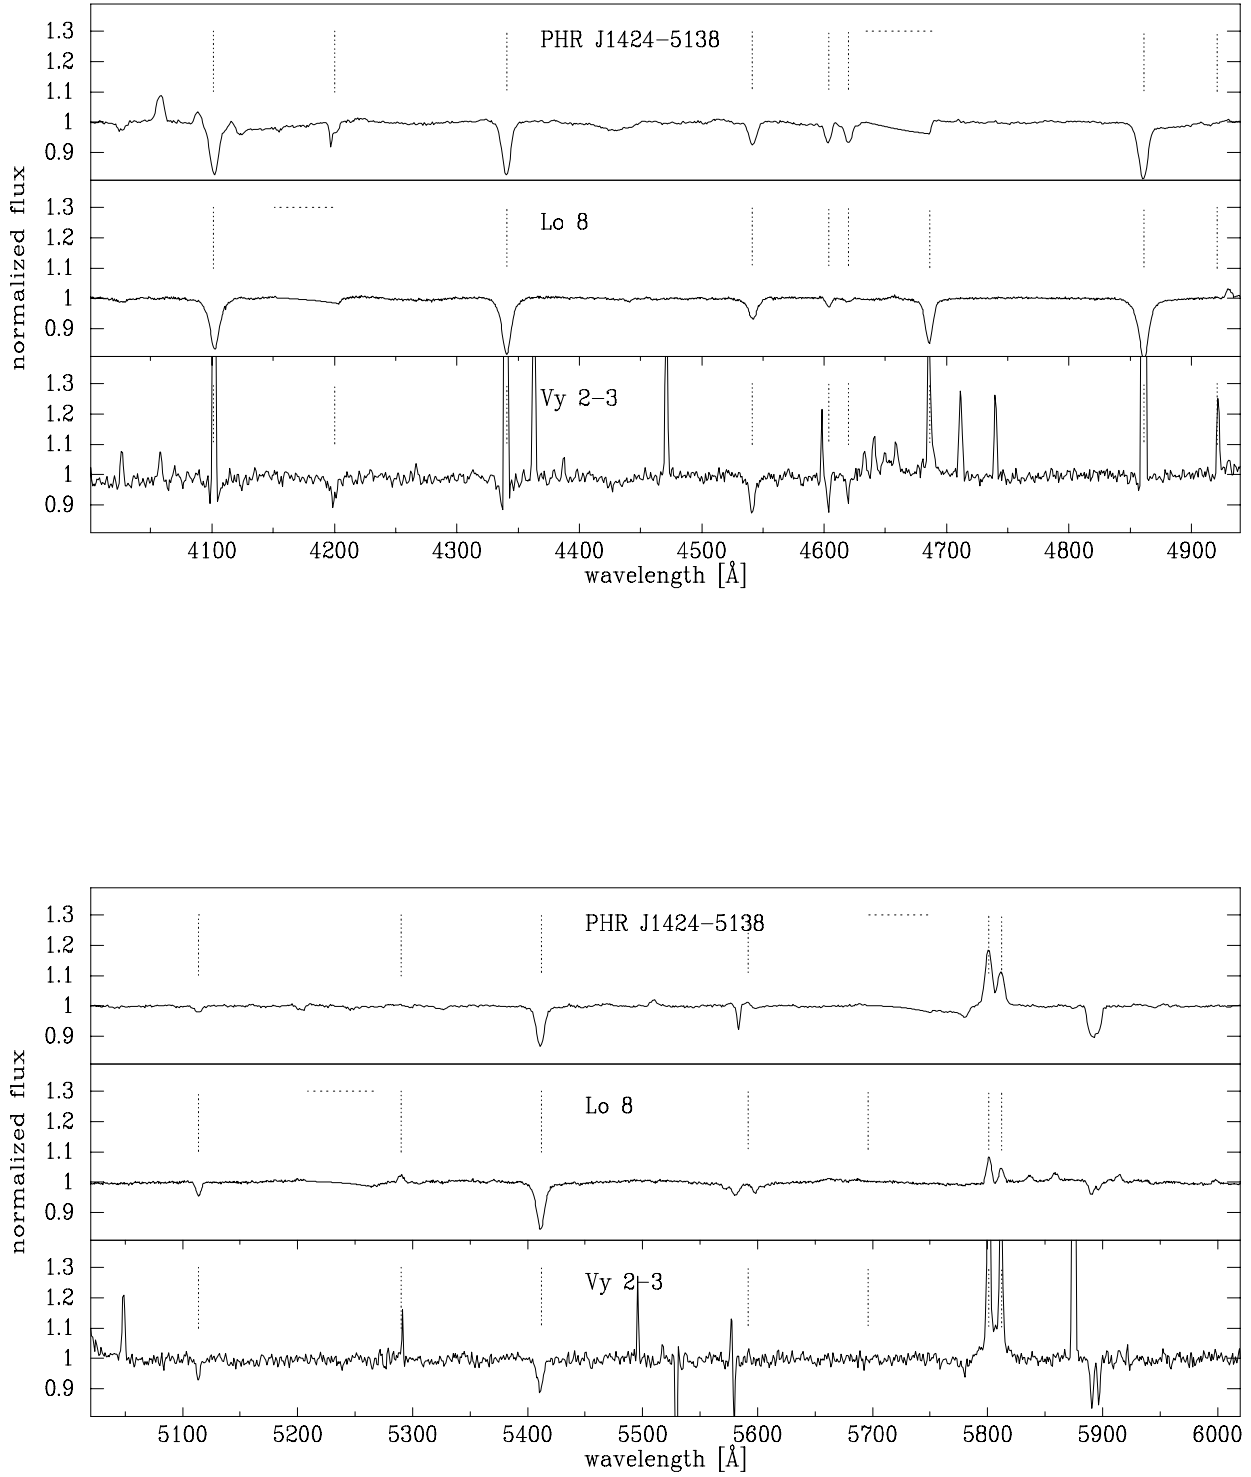 PHR J1424−5138
1.3
1.2
1.1
1
0.9
Lo 8
1.3
1.2
1.1
1
0.9
Vy 2−3
1.3
1.2
1.1
1
0.9
normalized flux
4100 4200 4300 4400 4500 4600 4700 4800 4900
wavelength [Å]
PHR J1424−5138
1.3
1.2
1.1
1
0.9
Lo 8
1.3
1.2
1.1
1
0.9
Vy 2−3
1.3
1.2
1.1
1
0.9
normalized flux
5100 5200 5300 5400 5500 5600 5700 5800 5900 6000
wavelength [Å]